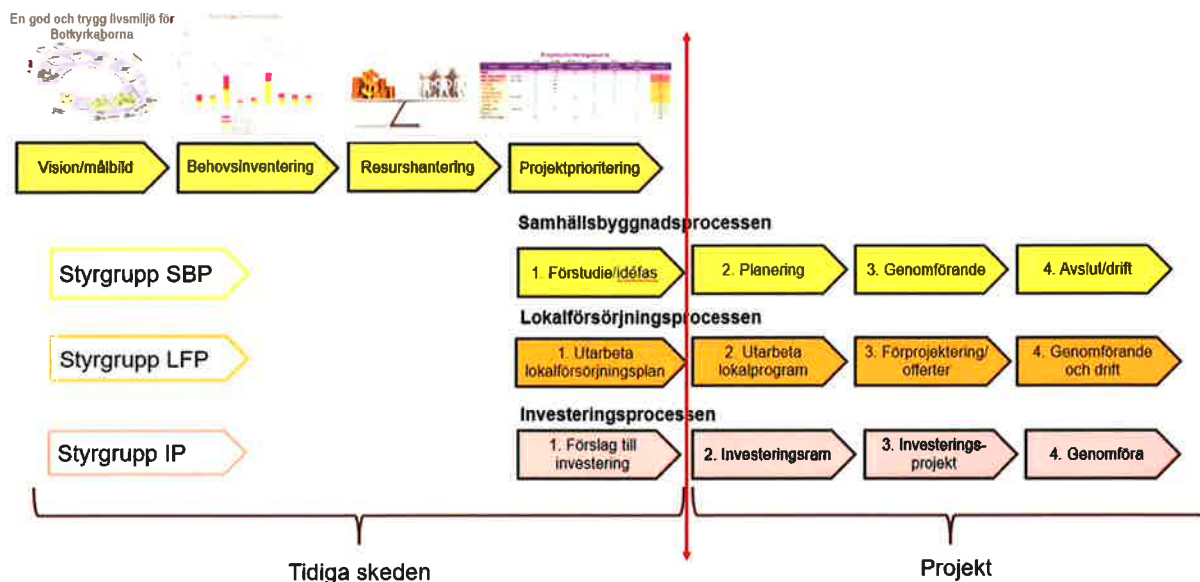 En god och trygg livsmiljö för
Botkyrkaborna
Vision/målbild
Behovsinventering
Resurshantering
Projektprioritering
Samhällsbyggnadsprocessen
Styrgrupp SBP
1. Förstudie/idéfas
2. Planering
3. Genomförande
4. Avslut/drift
Lokalförsörjningsprocessen
Styrgrupp LFP
1. Utarbeta
lokalförsörjningsplan
2. Utarbeta
lokalprogram
3. Förprojektering/
offerter
4. Genomförande
och drift
Investeringsprocessen
Styrgrupp IP
1. Förslag till
investering
2. Investeringsram
3. Investerings-
projekt
4. Genomföra
Tidiga skeden
Projekt